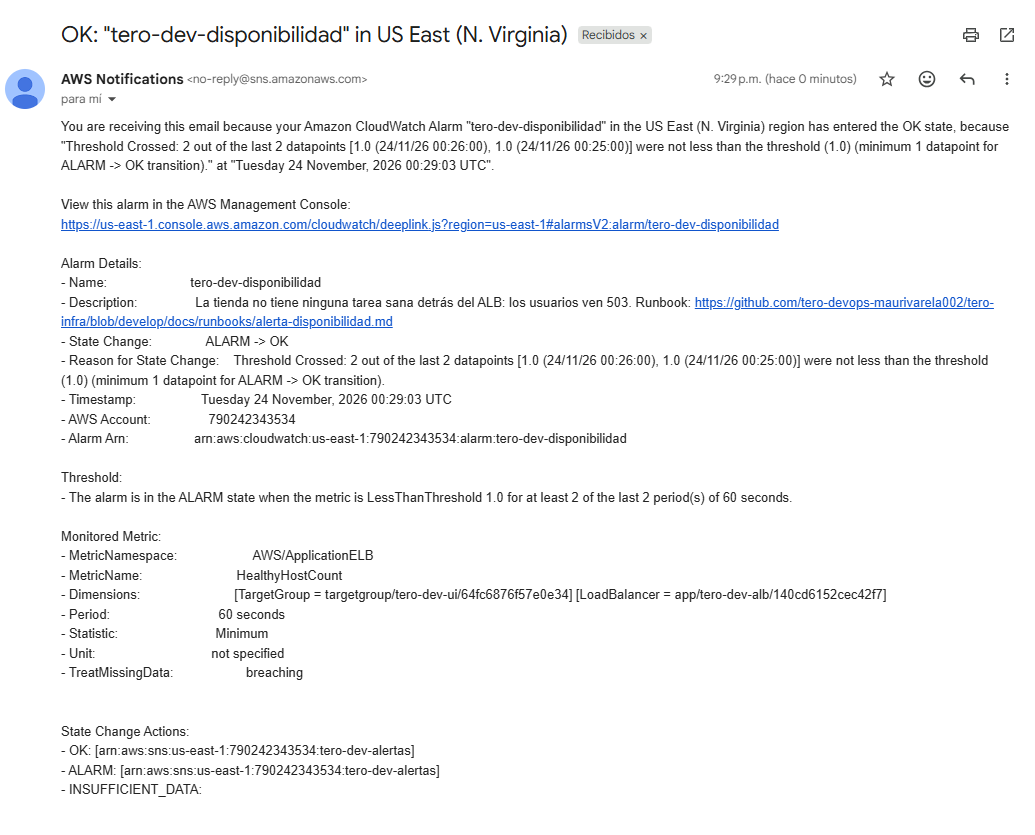 OK: "tero-dev-disponibilidad" in US East (N. Virginia) Recibidos ×
AWS Notifications <no-reply@sns.amazonaws.com> 9:29 p.m. (hace 0 minutos)
para mí
You are receiving this email because your Amazon CloudWatch Alarm "tero-dev-disponibilidad" in the US East (N. Virginia) region has entered the OK state, because
"Threshold Crossed: 2 out of the last 2 datapoints [1.0 (24/11/26 00:26:00), 1.0 (24/11/26 00:25:00)] were not less than the threshold (1.0) (minimum 1 datapoint for
ALARM -> OK transition)." at "Tuesday 24 November, 2026 00:29:03 UTC".
View this alarm in the AWS Management Console:
https://us-east-1.console.aws.amazon.com/cloudwatch/deeplink.js?region=us-east-1#alarmsV2:alarm/tero-dev-disponibilidad
Alarm Details:
- Name: tero-dev-disponibilidad
- Description: La tienda no tiene ninguna tarea sana detrás del ALB: los usuarios ven 503. Runbook: https://github.com/tero-devops-maurivarela002/tero-
infra/blob/develop/docs/runbooks/alerta-disponibilidad.md
- State Change: ALARM -> OK
- Reason for State Change: Threshold Crossed: 2 out of the last 2 datapoints [1.0 (24/11/26 00:26:00), 1.0 (24/11/26 00:25:00)] were not less than the threshold
(1.0) (minimum 1 datapoint for ALARM -> OK transition).
- Timestamp: Tuesday 24 November, 2026 00:29:03 UTC
- AWS Account: 790242343534
- Alarm Arn: arn:aws:cloudwatch:us-east-1:790242343534:alarm:tero-dev-disponibilidad
Threshold:
- The alarm is in the ALARM state when the metric is LessThanThreshold 1.0 for at least 2 of the last 2 period(s) of 60 seconds.
Monitored Metric:
- MetricNamespace: AWS/ApplicationELB
- MetricName: HealthyHostCount
- Dimensions: [TargetGroup = targetgroup/tero-dev-ui/64fc6876f57e0e34] [LoadBalancer = app/tero-dev-alb/140cd6152cec42f7]
- Period: 60 seconds
- Statistic: Minimum
- Unit: not specified
- TreatMissingData: breaching
State Change Actions:
- OK: [arn:aws:sns:us-east-1:790242343534:tero-dev-alertas]
- ALARM: [arn:aws:sns:us-east-1:790242343534:tero-dev-alertas]
- INSUFFICIENT_DATA: